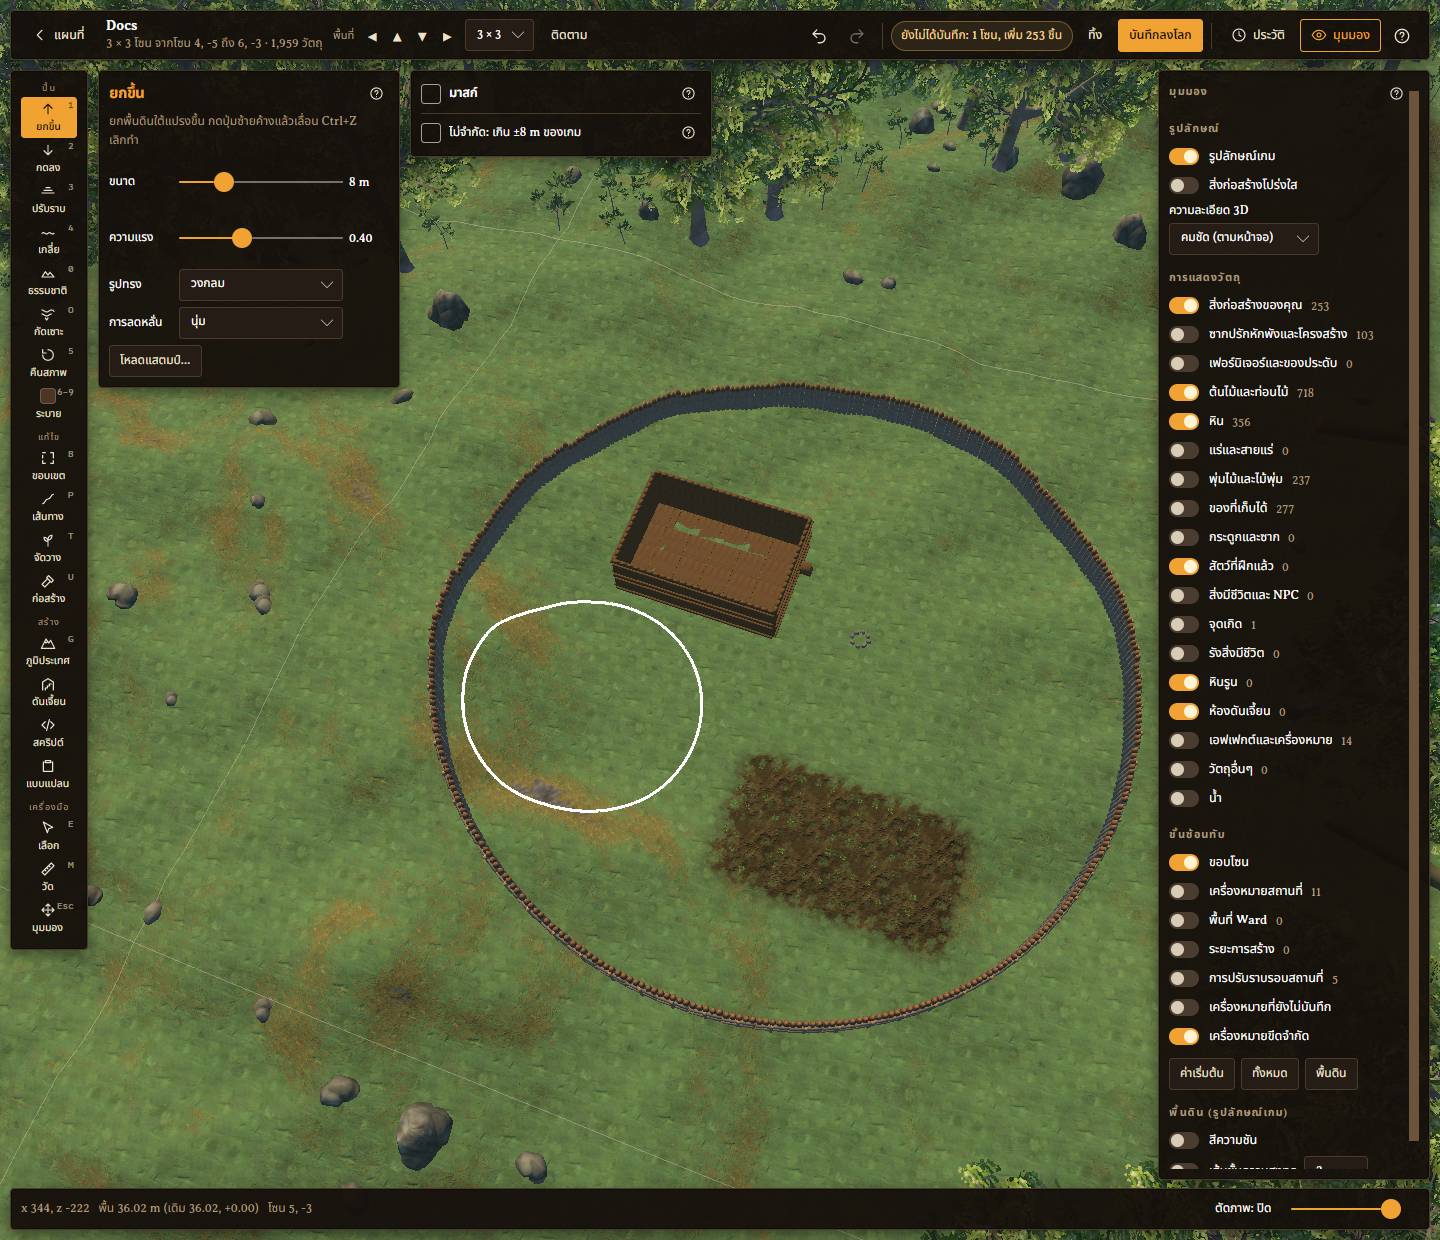 แผนที่
Docs
3 × 3 โซน จากโซน 4, -5 ถึง 6, -3 · 1,959 วัตถุ
พื้นที่
3 × 3
ติดตาม
ยังไม่ได้บันทึก: 1 โซน, เพิ่ม 253 ชิ้น
ทิ้ง
บันทึกลงโลก
ประวัติ
มุมมอง
ปั้น
1
ยกขึ้น
2
กดลง
3
ปรับราบ
4
เกลี่ย
0
ธรรมชาติ
O
กัดเซาะ
5
คืนสภาพ
6–9
ระบาย
แก้ไข
B
ขอบเขต
P
เส้นทาง
T
จัดวาง
U
ก่อสร้าง
สร้าง
G
ภูมิประเทศ
ดันเจี้ยน
สคริปต์
แบบแปลน
เครื่องมือ
E
เลือก
M
วัด
Esc
มุมมอง
ยกขึ้น
ยกพื้นดินใต้แปรงขึ้น กดปุ่มซ้ายค้างแล้วเลื่อน Ctrl+Z
เลิกทำ
ขนาด
8 m
ความแรง
0.40
รูปทรง
วงกลม
การลดหลั่น
นุ่ม
โหลดแสตมป์...
มาสก์
ไม่จำกัด: เกิน ±8 m ของเกม
มุมมอง
รูปลักษณ์
รูปลักษณ์เกม
สิ่งก่อสร้างโปร่งใส
ความละเอียด 3D
คมชัด (ตามหน้าจอ)
การแสดงวัตถุ
สิ่งก่อสร้างของคุณ 253
ซากปรักหักพังและโครงสร้าง 103
เฟอร์นิเจอร์และของประดับ 0
ต้นไม้และท่อนไม้ 718
หิน 356
แร่และสายแร่ 0
พุ่มไม้และไม้พุ่ม 237
ของที่เก็บได้ 277
กระดูกและซาก 0
สัตว์ที่ฝึกแล้ว 0
สิ่งมีชีวิตและ NPC 0
จุดเกิด 1
รังสิ่งมีชีวิต 0
หินรูน 0
ห้องดันเจี้ยน 0
เอฟเฟกต์และเครื่องหมาย 14
วัตถุอื่นๆ 0
น้ำ
ชั้นซ้อนทับ
ขอบโซน
เครื่องหมายสถานที่ 11
พื้นที่ Ward 0
ระยะการสร้าง 0
การปรับราบรอบสถานที่ 5
เครื่องหมายที่ยังไม่บันทึก
เครื่องหมายขีดจำกัด
ค่าเริ่มต้น
ทั้งหมด
พื้นดิน
พื้นดิน (รูปลักษณ์เกม)
สีความชัน
x 344, z -222 พื้น 36.02 m (เดิม 36.02, +0.00) โซน 5, -3
ตัดภาพ: ปิด